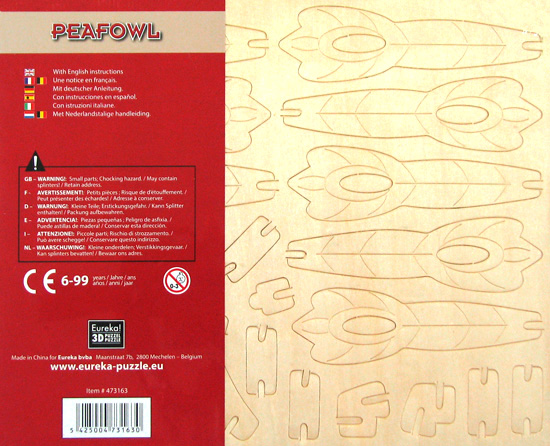 PEAFOWL
With English instructions
Une notice en français.
Mit deutscher Anleitung.
Con instrucciones en español.
Con istruzioni italiane.
Met Nederlandstalige handleiding.
GB – WARNING!: Small parts; Chocking hazard. / May contain
splinters! / Retain address.
F – AVERTISSEMENT!: Petits pièces ; Risque de d'étouffement. /
Peut présenter des échardes! / Adresse à conserver.
D – WARNUNG!: Kleine Teile; Erstickungsgefahr. / Kann Splitter
enthalten! / Packung aufbewahren.
E – ADVERTENCIA!: Piezas pequeñas ; Peligro de asfixia. /
Puede astillas de madera! / Conservar esta dirección.
I – ATTENZIONE!: Piccole parti; Rischio di strozzamento. /
Può avere schegge! / Conservare questo indirizzo.
NL – WAARSCHUWING!: Kleine onderdelen; Verstikkingsgevaar. /
Kan splinters bevatten! / Bewaar ons adres.
CE 6-99 years / Jahre / ans
años / anni / jaar
0-3
Eureka!
3D PUZZEL
PUZZLE
Made in China for Eureka bvba Maanstraat 7b, 2800 Mechelen – Belgium
www.eureka-puzzle.eu
Item # 473163
5 425004 731630